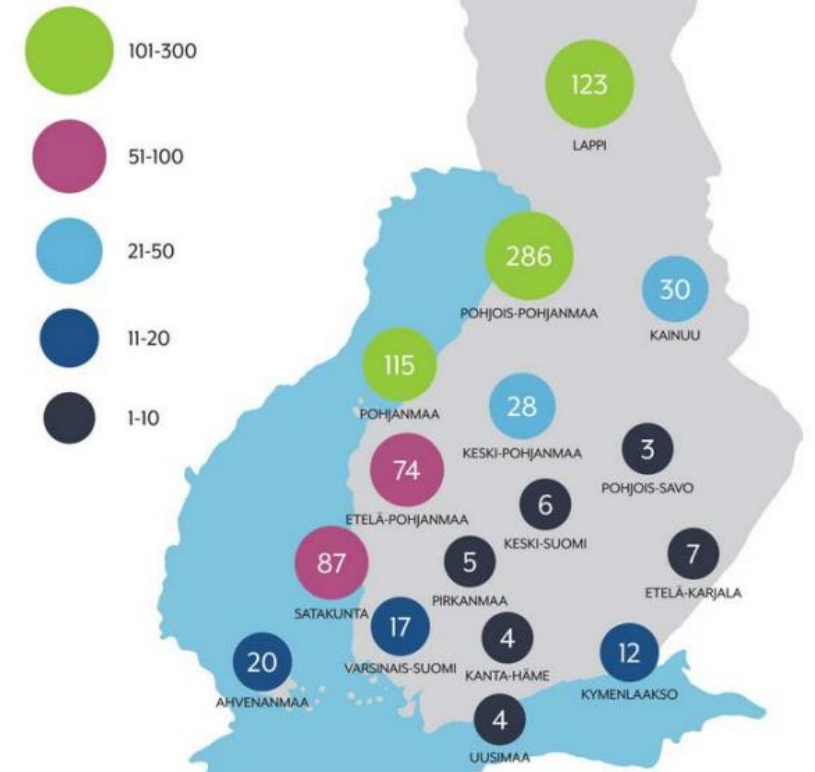 101-300
51-100
21-50
11-20
1-10
123
LAPPI
286
POHJOIS-POHJANMAA
30
KAINUU
115
POHJANMAA
28
KESKI-POHJANMAA
3
POHJOIS-SAVO
74
ETELÄ-POHJANMAA
6
KESKI-SUOMI
87
SATAKUNTA
5
PIRKANMAA
7
ETELÄ-KARJALA
17
VARSINAIS-SUOMI
4
KANTA-HÄME
12
KYMENLAAKSO
20
AHVENANMAA
4
UUSIMAA